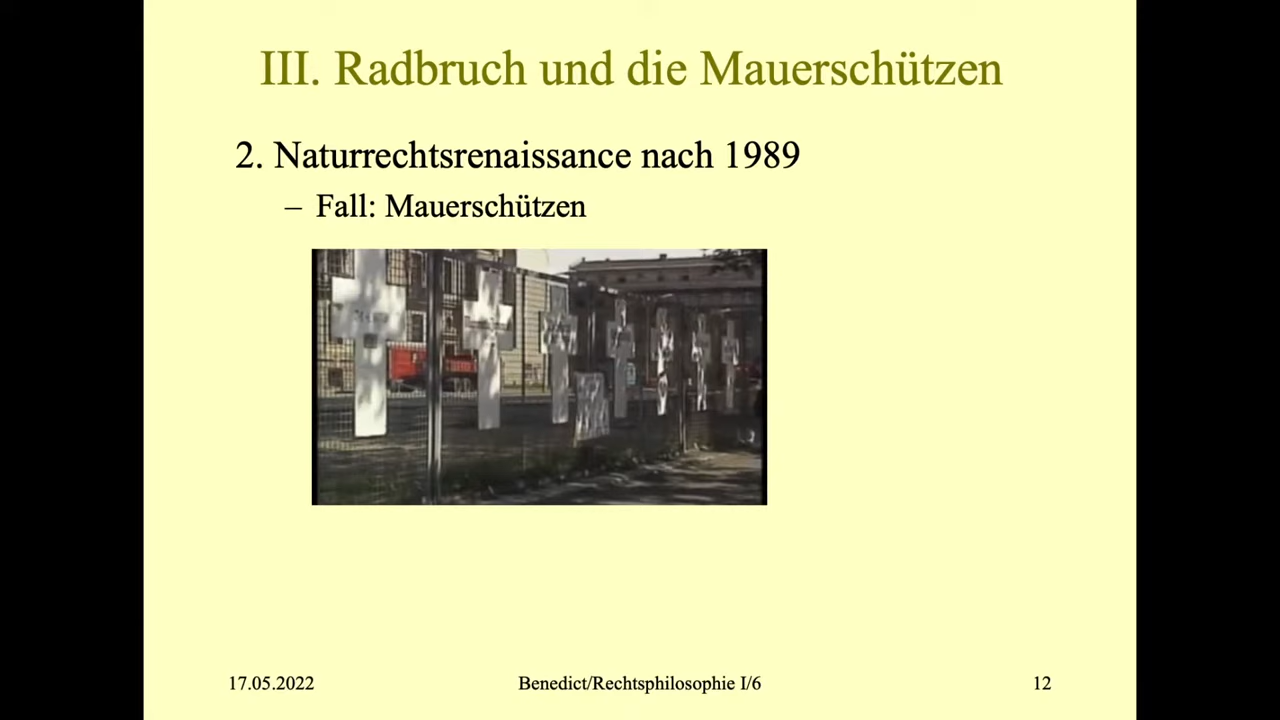 III. Radbruch und die Mauerschützen
2. Naturrechtsrenaissance nach 1989
– Fall: Mauerschützen
17.05.2022
Benedict/Rechtsphilosophie I/6
12